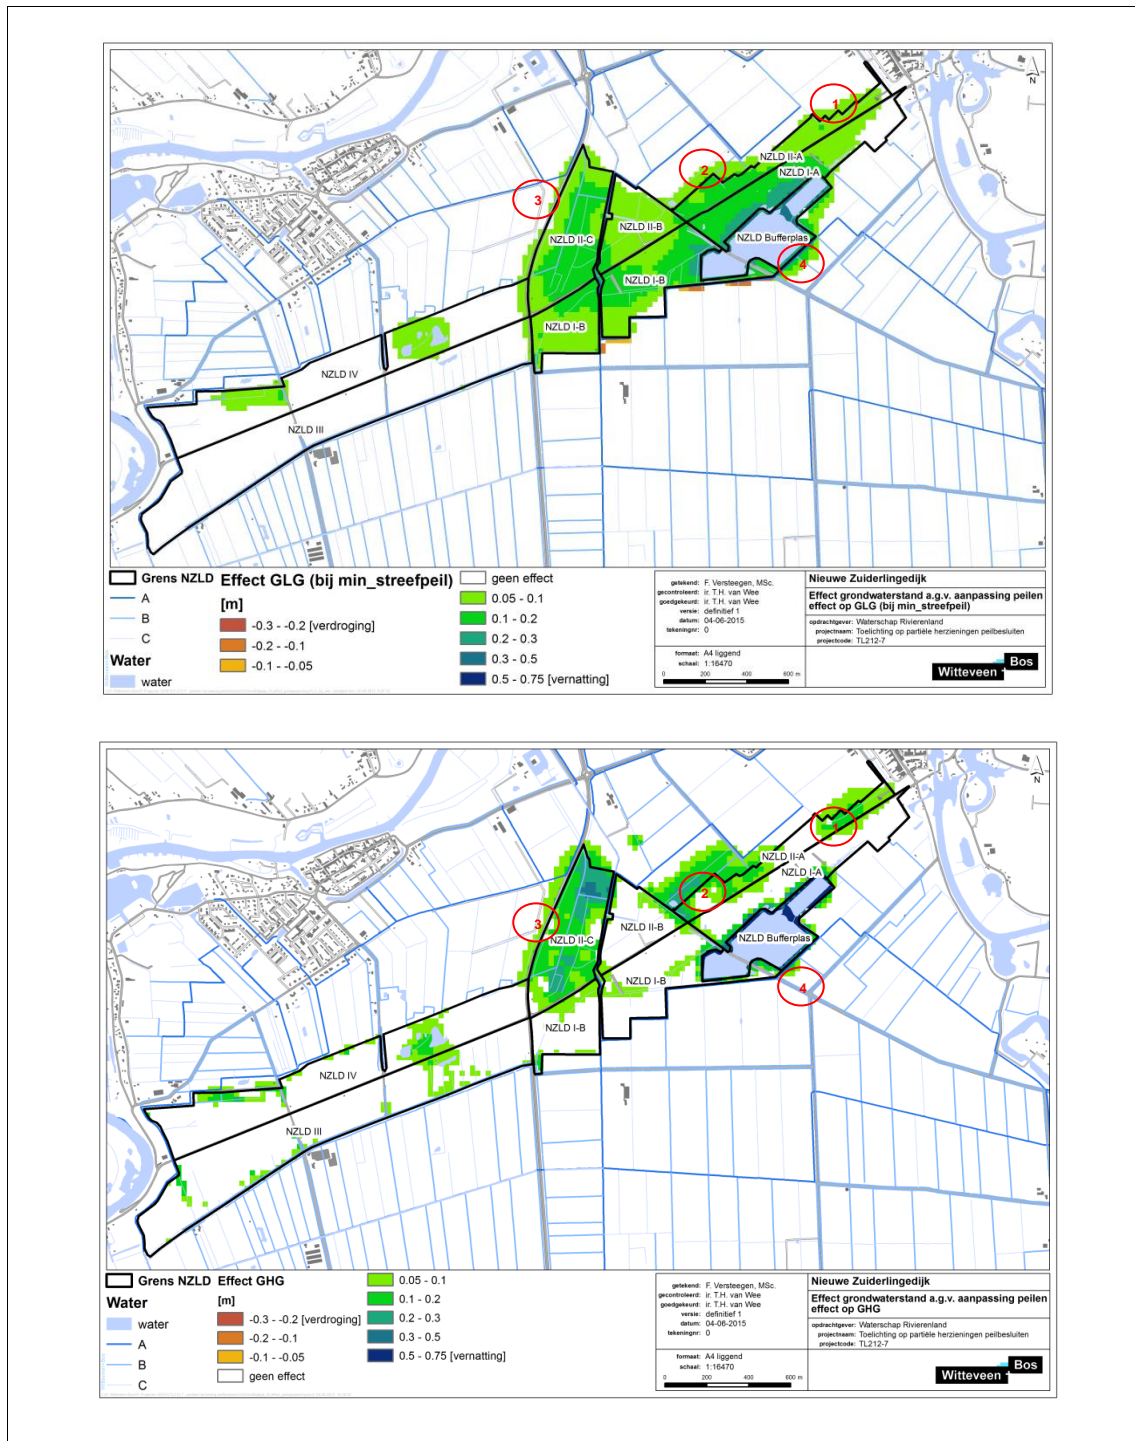 N
1
NZLD II-A
2
NZLD I-A
3
NZLD II-B
NZLD II-C
NZLD Bufferplas
4
NZLD I-B
NZLD I-B
NZLD IV
NZLD III
Grens NZLD
A
B
C
Water
water
Effect GLG (bij min_streefpeil)
[m]
-0.3 - -0.2 [verdroging]
-0.2 - -0.1
-0.1 - -0.05
geen effect
0.05 - 0.1
0.1 - 0.2
0.2 - 0.3
0.3 - 0.5
0.5 - 0.75 [vernatting]
getekend: F. Versteegen, MSc.
gecontroleerd: ir. T.H. van Wee
goedgekeurd: ir. T.H. van Wee
versie: definitief 1
datum: 04-06-2015
tekeningnr: 0
formaat: A4 liggend
schaal: 1:16470
0 200 400 600 m
Nieuwe Zuiderlingedijk
Effect grondwaterstand a.g.v. aanpassing peilen
effect op GLG (bij min_streefpeil)
opdrachtgever: Waterschap Rivierenland
projectnaam: Toelichting op partiële herzieningen peilbesluiten
projectcode: TL212-7
Witteveen + Bos
N
1
NZLD II-A
NZLD I-A
2
3
NZLD II-B
NZLD II-C
NZLD Bufferplas
NZLD I-B
4
NZLD I-B
NZLD IV
NZLD III
Grens NZLD
Water
water
A
B
C
Effect GHG
[m]
-0.3 - -0.2 [verdroging]
-0.2 - -0.1
-0.1 - -0.05
geen effect
0.05 - 0.1
0.1 - 0.2
0.2 - 0.3
0.3 - 0.5
0.5 - 0.75 [vernatting]
getekend: F. Versteegen, MSc.
gecontroleerd: ir. T.H. van Wee
goedgekeurd: ir. T.H. van Wee
versie: definitief 1
datum: 04-06-2015
tekeningnr: 0
formaat: A4 liggend
schaal: 1:16470
0 200 400 600 m
Nieuwe Zuiderlingedijk
Effect grondwaterstand a.g.v. aanpassing peilen
effect op GHG
opdrachtgever: Waterschap Rivierenland
projectnaam: Toelichting op partiële herzieningen peilbesluiten
projectcode: TL212-7
Witteveen + Bos